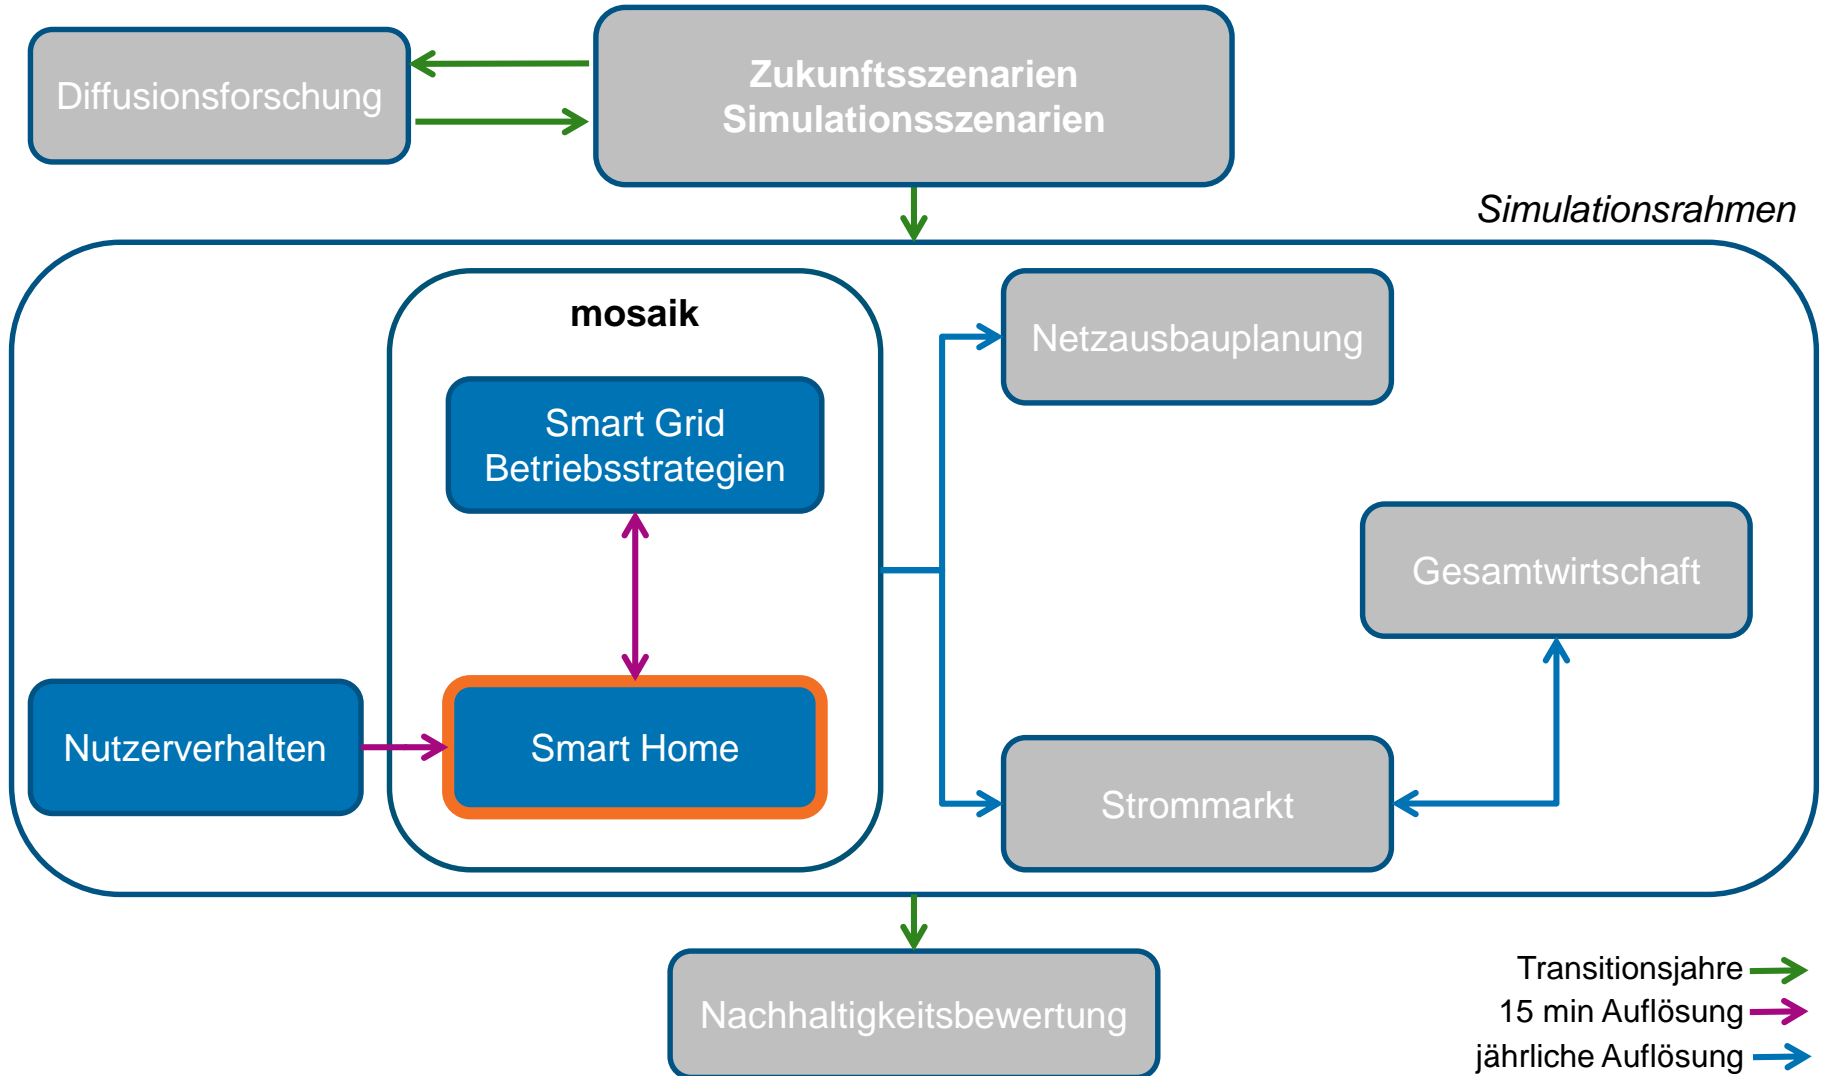 Diffusionsforschung
Zukunftsszenarien
Simulationsszenarien
Simulationsrahmen
mosaik
Smart Grid
Betriebsstrategien
Netzausbauplanung
Gesamtwirtschaft
Nutzerverhalten
Smart Home
Strommarkt
Nachhaltigkeitsbewertung
Transitionsjahre
15 min Auflösung
jährliche Auflösung